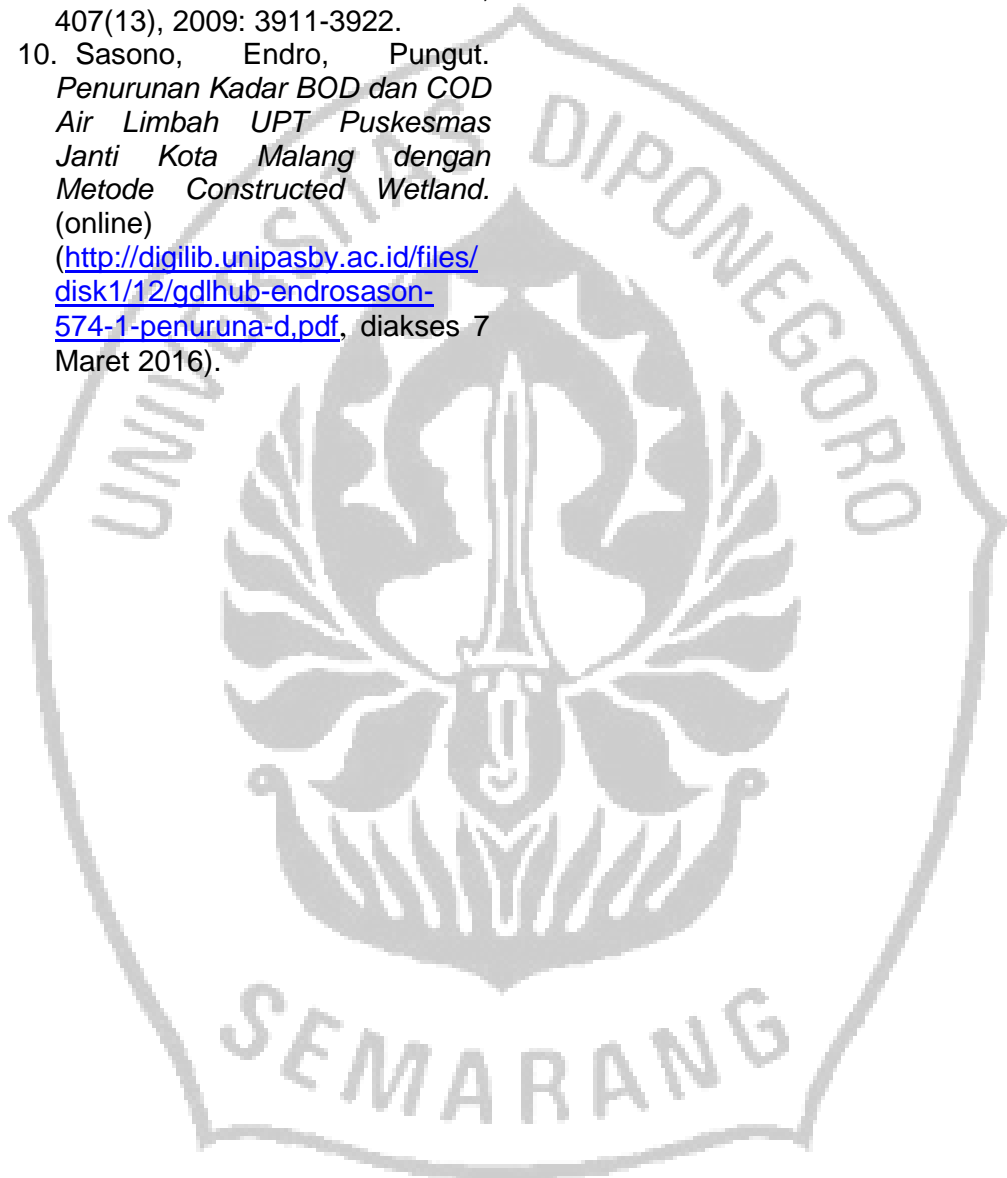 407(13), 2009: 3911-3922.
10. Sasono, Endro, Pungut.
Penurunan Kadar BOD dan COD
Air Limbah UPT Puskesmas
Janti Kota Malang dengan
Metode Constructed Wetland.
(online)
(http://digilib.unipasby.ac.id/files/
disk1/12/gdlhub-endrosason-
574-1-penuruna-d,pdf, diakses 7
Maret 2016).
UNIVERSITAS DIPONEGORO
SEMARANG